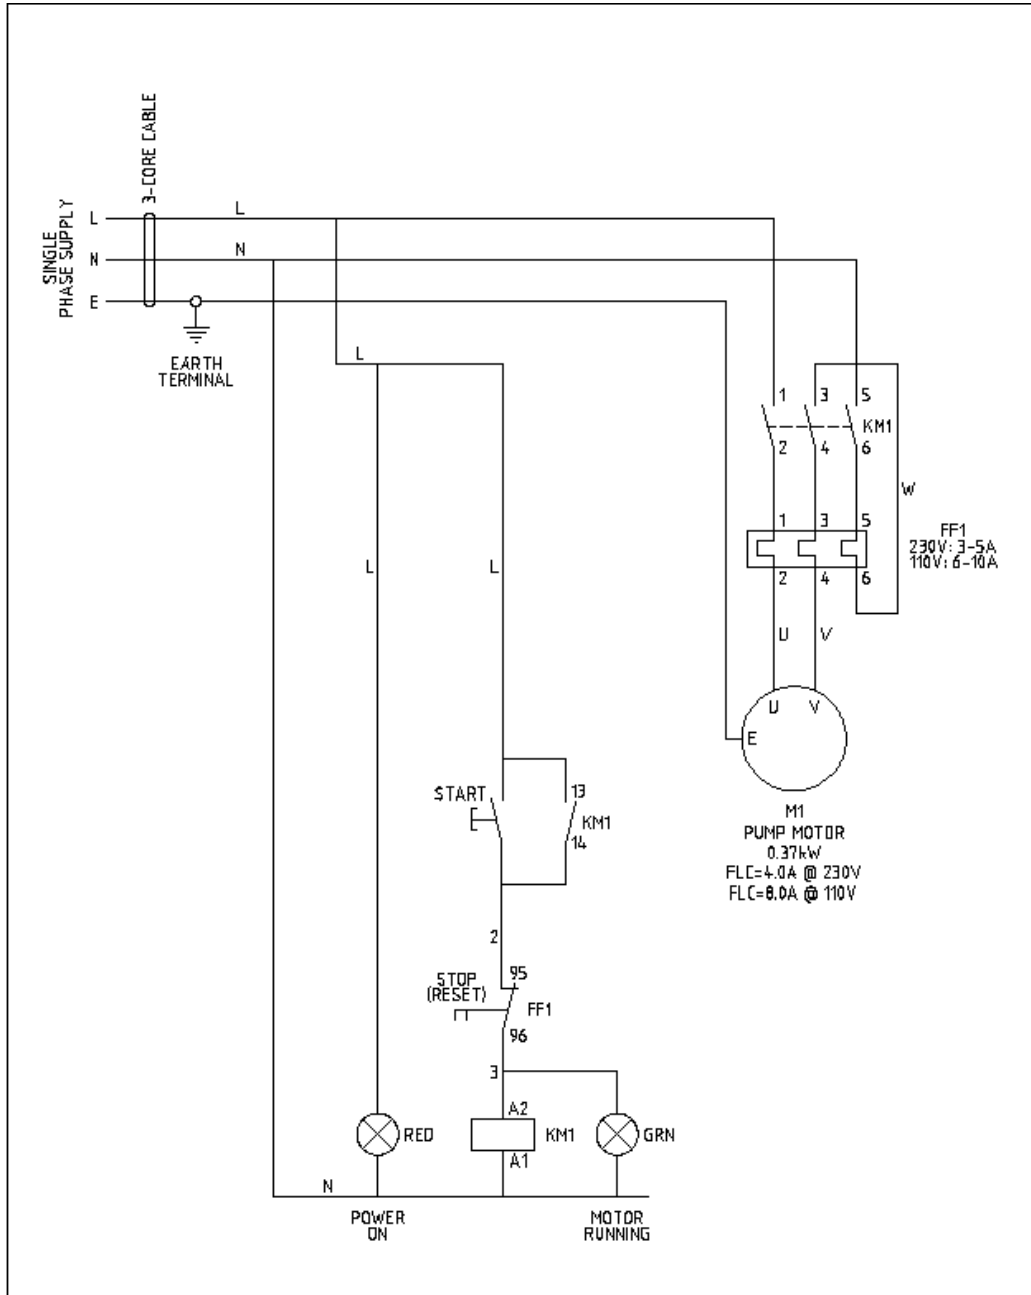 3-CORE CABLE
SINGLE
PHASE SUPPLY
L
L
N
N
E
EARTH
TERMINAL
L
1
3
5
KM1
2
4
6
W
1
3
5
FF1
230V: 3-5A
110V: 6-10A
L
L
2
4
6
U
V
U
V
E
START
13
KM1
14
M1
PUMP MOTOR
0.37kW
FLC=4.0A @ 230V
FLC=8.0A @ 110V
2
STOP
(RESET)
95
FF1
96
3
A2
RED
KM1
GRN
A1
N
POWER
ON
MOTOR
RUNNING